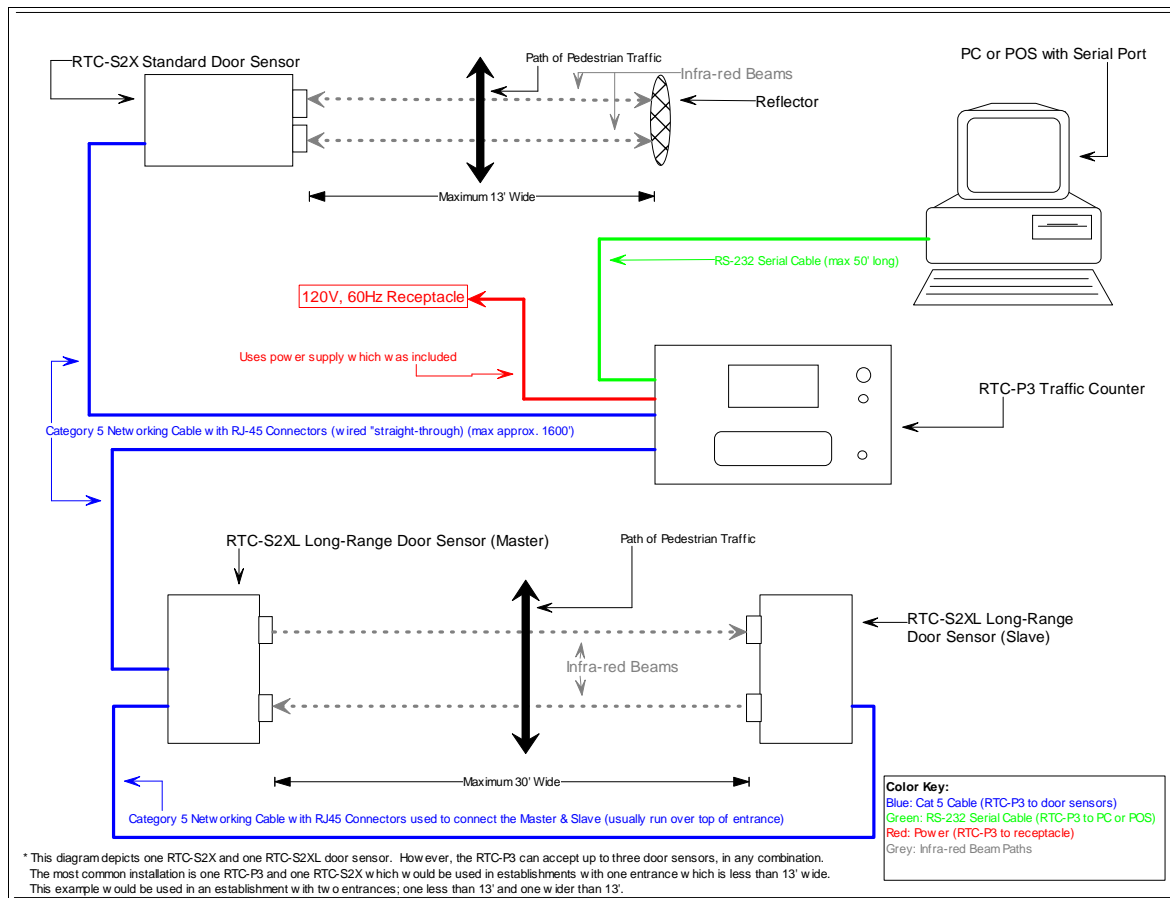 RTC-S2X Standard Door Sensor
Path of Pedestrian Traffic
Infra-red Beams
Reflector
PC or POS with Serial Port
Maximum 13' Wide
RS-232 Serial Cable (max 50' long)
120V, 60Hz Receptacle
Uses power supply which was included
RTC-P3 Traffic Counter
Category 5 Networking Cable with RJ-45 Connectors (wired "straight-through) (max approx. 1600')
RTC-S2XL Long-Range Door Sensor (Master)
Path of Pedestrian Traffic
RTC-S2XL Long-Range
Door Sensor (Slave)
Infra-red Beams
Maximum 30' Wide
Category 5 Networking Cable with RJ45 Connectors used to connect the Master & Slave (usually run over top of entrance)
Color Key:
Blue: Cat 5 Cable (RTC-P3 to door sensors)
Green: RS-232 Serial Cable (RTC-P3 to PC or POS)
Red: Power (RTC-P3 to receptacle)
Grey: Infra-red Beam Paths
* This diagram depicts one RTC-S2X and one RTC-S2XL door sensor. However, the RTC-P3 can accept up to three door sensors, in any combination.
The most common installation is one RTC-P3 and one RTC-S2X which would be used in establishments with one entrance which is less than 13' wide.
This example would be used in an establishment with two entrances; one less than 13' and one wider than 13'.